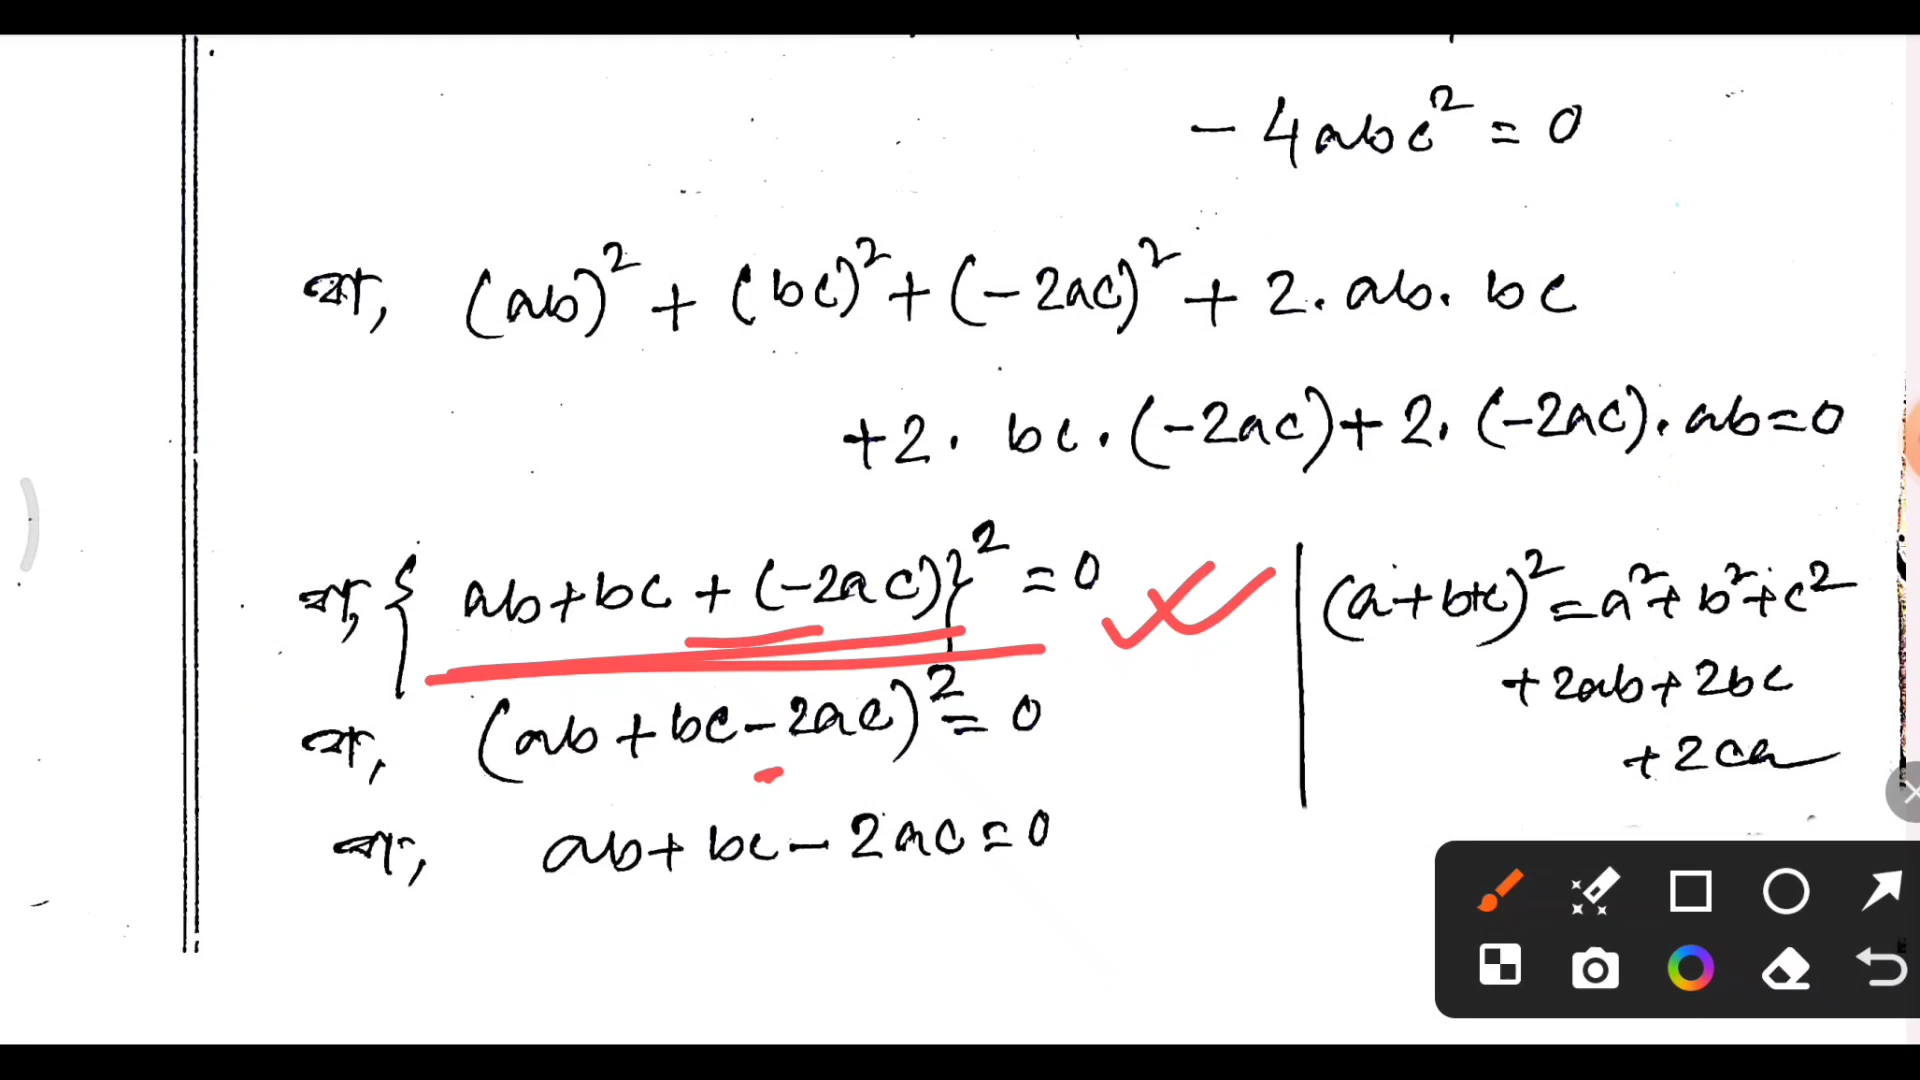 - 4abc² = 0
বা, (ab)² + (bc)² + (-2ac)² + 2. ab. bc
+2. bc. (-2ac) + 2. (-2ac). ab = 0
বা, { ab + bc + (-2ac)}² = 0
(a+b+c)² = a² + b² + c²
+ 2ab + 2bc
+ 2ca
বা, (ab + bc - 2ac)² = 0
বা, ab + bc - 2ac = 0